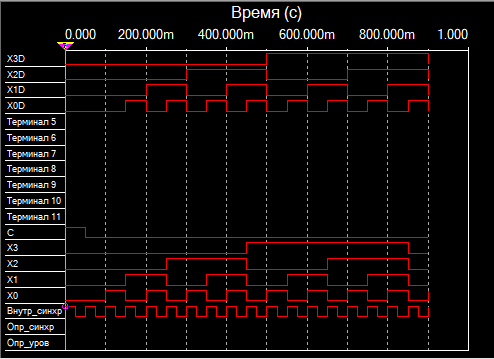 Время (с)
0.000 200.000m 400.000m 600.000m 800.000m 1.000
X3D
X2D
X1D
X0D
Терминал 5
Терминал 6
Терминал 7
Терминал 8
Терминал 9
Терминал 10
Терминал 11
C
X3
X2
X1
X0
Внутр_синхр
Опр_синхр
Опр_уров